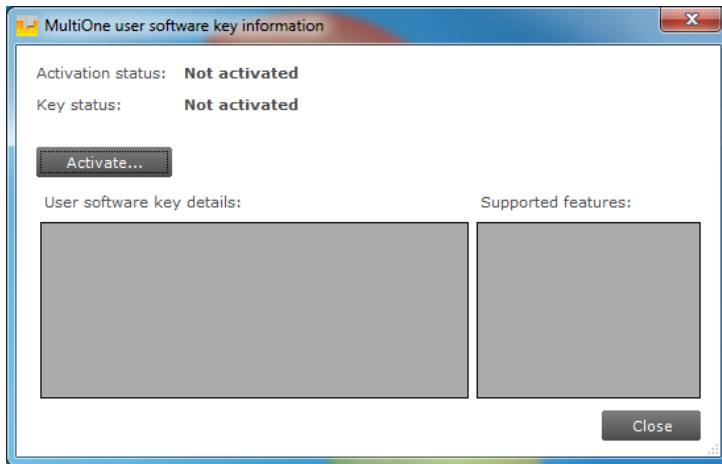 MultiOne user software key information
Activation status: Not activated
Key status: Not activated
Activate...
User software key details: Supported features:
Close